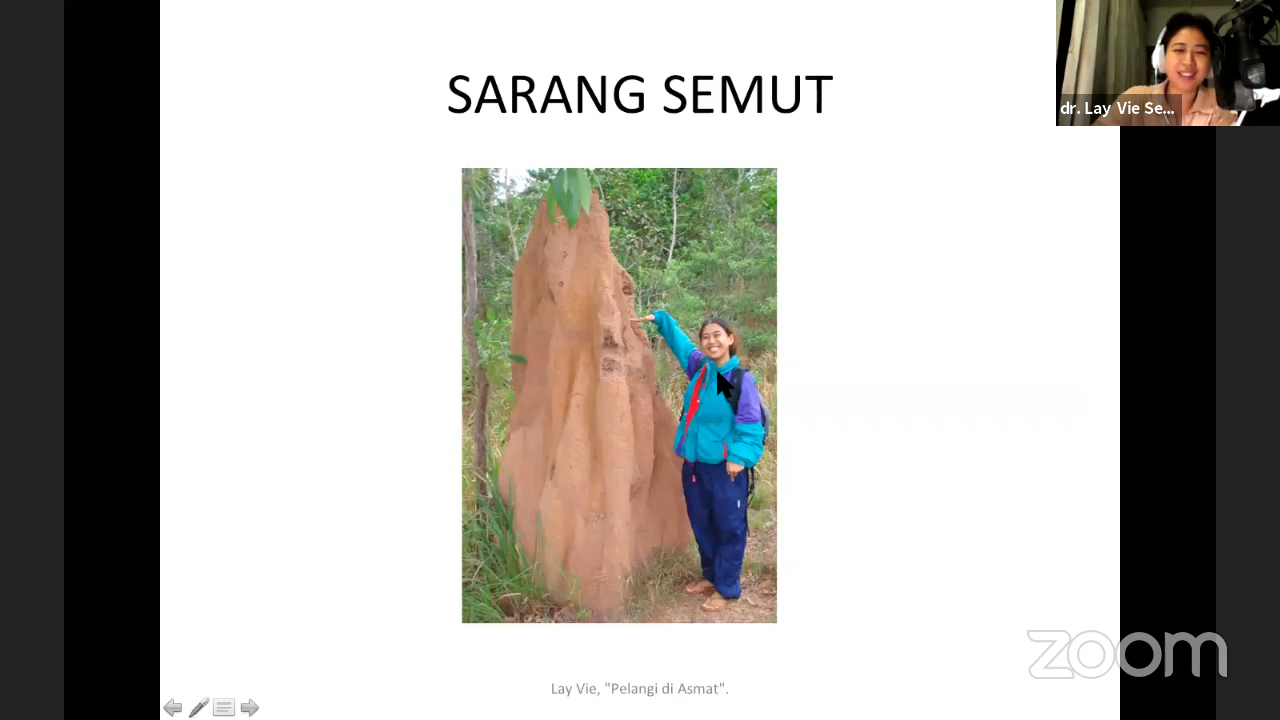 SARANG SEMUT
dr. Lay Vie Se...
Lay Vie, "Pelangi di Asmat".
zoom